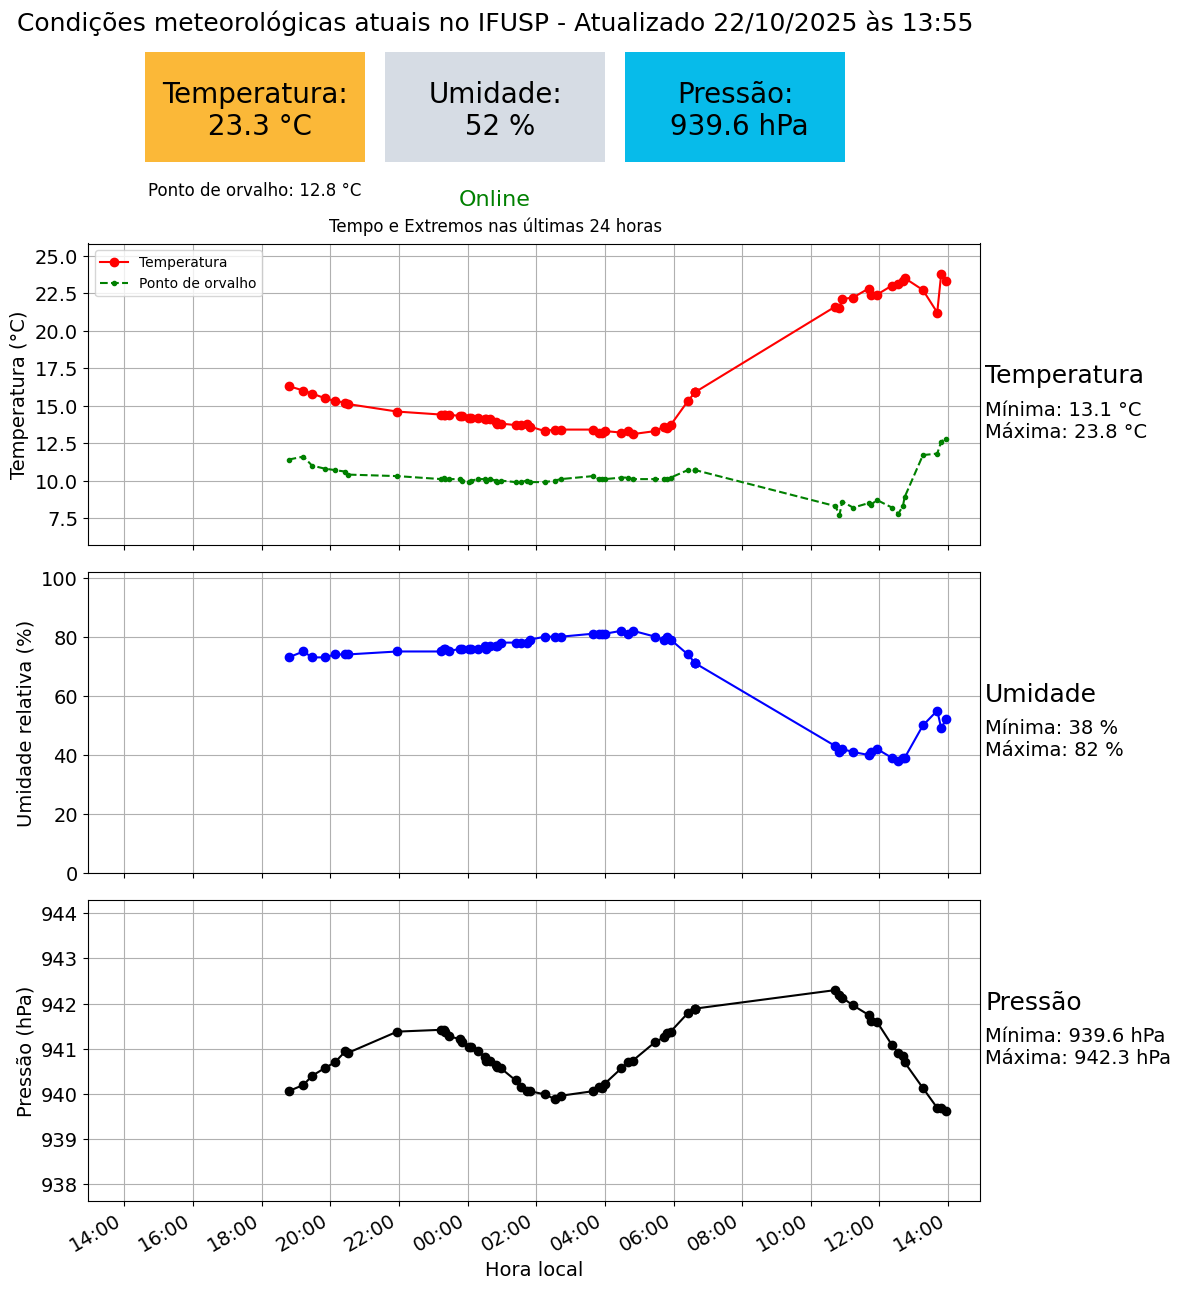 Condições meteorológicas atuais no IFUSP - Atualizado 22/10/2025 às 13:55
Temperatura:
23.3 °C
Umidade:
52 %
Pressão:
939.6 hPa
Ponto de orvalho: 12.8 °C
Online
Tempo e Extremos nas últimas 24 horas
Temperatura
Ponto de orvalho
Temperatura (°C)
25.0
22.5
20.0
17.5
15.0
12.5
10.0
7.5
Temperatura
Mínima: 13.1 °C
Máxima: 23.8 °C
Umidade relativa (%)
100
80
60
40
20
0
Umidade
Mínima: 38 %
Máxima: 82 %
Pressão (hPa)
944
943
942
941
940
939
938
Pressão
Mínima: 939.6 hPa
Máxima: 942.3 hPa
14:00 16:00 18:00 20:00 22:00 00:00 02:00 04:00 06:00 08:00 10:00 12:00 14:00
Hora local